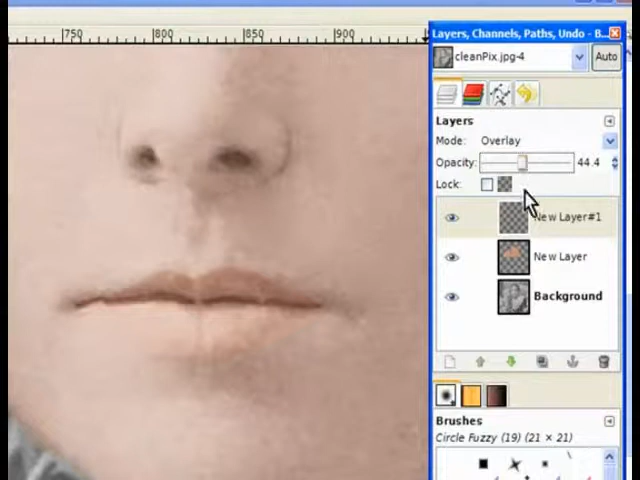 Layers, Channels, Paths, Undo - B...
750 800 850 900
cleanPix.jpg-4 Auto
Layers
Mode: Overlay
Opacity: 44.4
Lock:
New Layer#1
New Layer
Background
Brushes
Circle Fuzzy (19) (21 × 21)